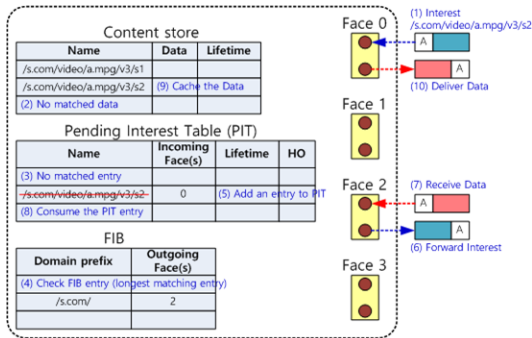 Content store
Name Data Lifetime
/s.com/video/a.mpg/v3/s1
/s.com/video/a.mpg/v3/s2 (9) Cache the Data
(2) No matched data
Pending Interest Table (PIT)
Name Incoming Face(s) Lifetime HO
(3) No matched entry
/s.com/video/a.mpg/v3/s2 0 (5) Add an entry to PIT
(8) Consume the PIT entry
FIB
Domain prefix Outgoing Face(s)
(4) Check FIB entry (longest matching entry)
/s.com/ 2
Face 0
(1) Interest
/s.com/video/a.mpg/v3/s2
A
A
(10) Deliver Data
Face 1
Face 2
(7) Receive Data
A
A
(6) Forward Interest
Face 3